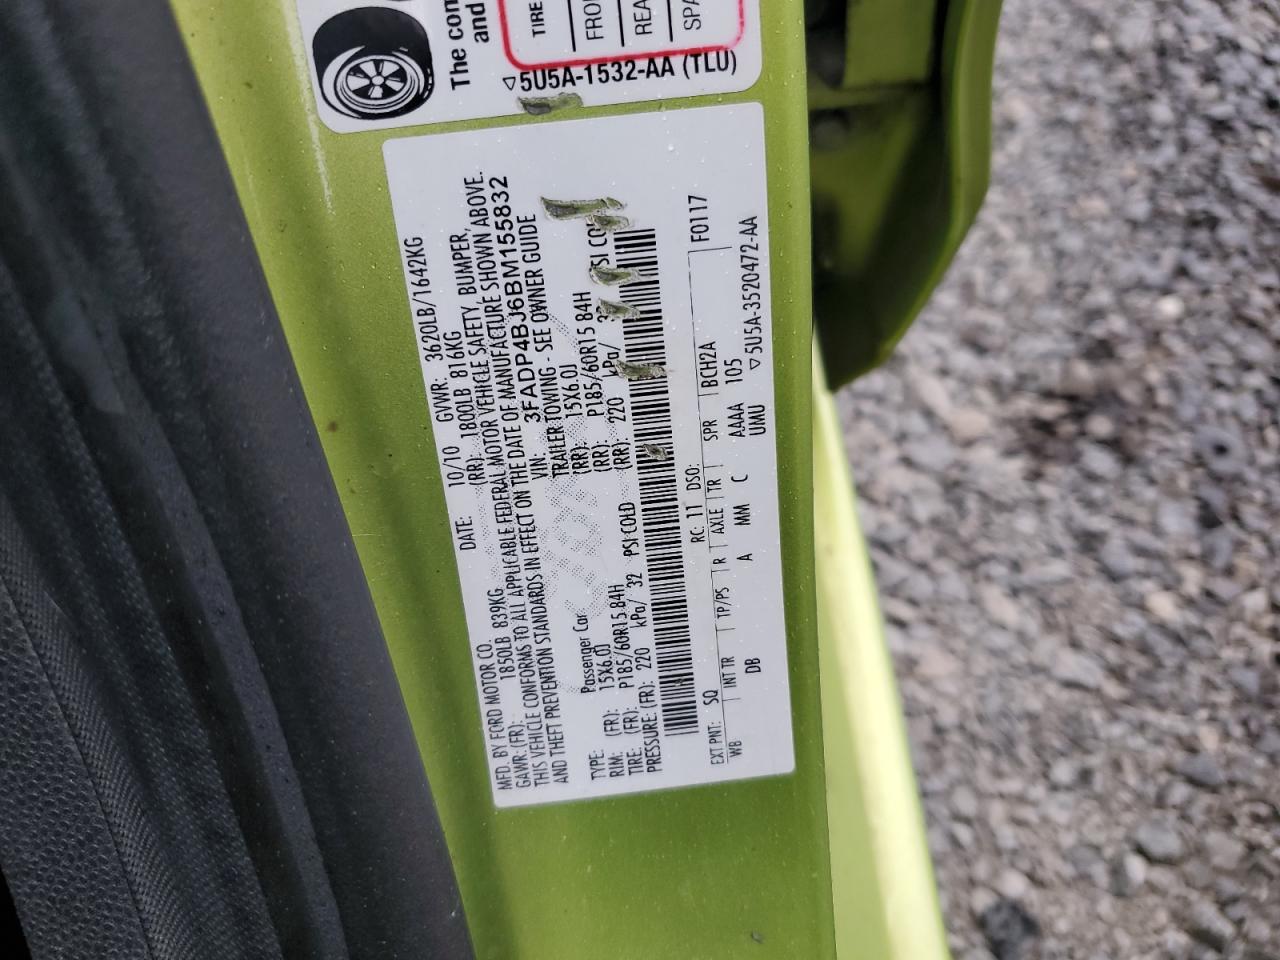 The com
and
TIRE
FRO
REA
SPA
▽5U5A-1532-AA (TLU)
MFD. BY FORD MOTOR CO. DATE: 10/10 GVWR: 3620LB/1642KG
GAWR: (FR): 1850LB 839KG (RR): 1800LB 816KG
THIS VEHICLE CONFORMS TO ALL APPLICABLE FEDERAL MOTOR VEHICLE SAFETY, BUMPER,
AND THEFT PREVENTION STANDARDS IN EFFECT ON THE DATE OF MANUFACTURE SHOWN ABOVE.
VIN: 3FADP4BJ6BM155832
TYPE: Passenger Car TRAILER TOWING - SEE OWNER GUIDE
RIM: (FR): 15X6.0J (RR): 15X6.0J
TIRE: (FR): P185/60R15 84H (RR): P185/60R15 84H
PRESSURE: (FR): 220 kPa/ 32 PSI COLD (RR): 220 kPa/ PSI
RC: 11 DSO: F0117
EXT PNT: SQ
WB INT TR TP/PS R AXLE TR SPR BCH2A
DB A MM C AAAA 105
UMU ▽5U5A-3520472-AA